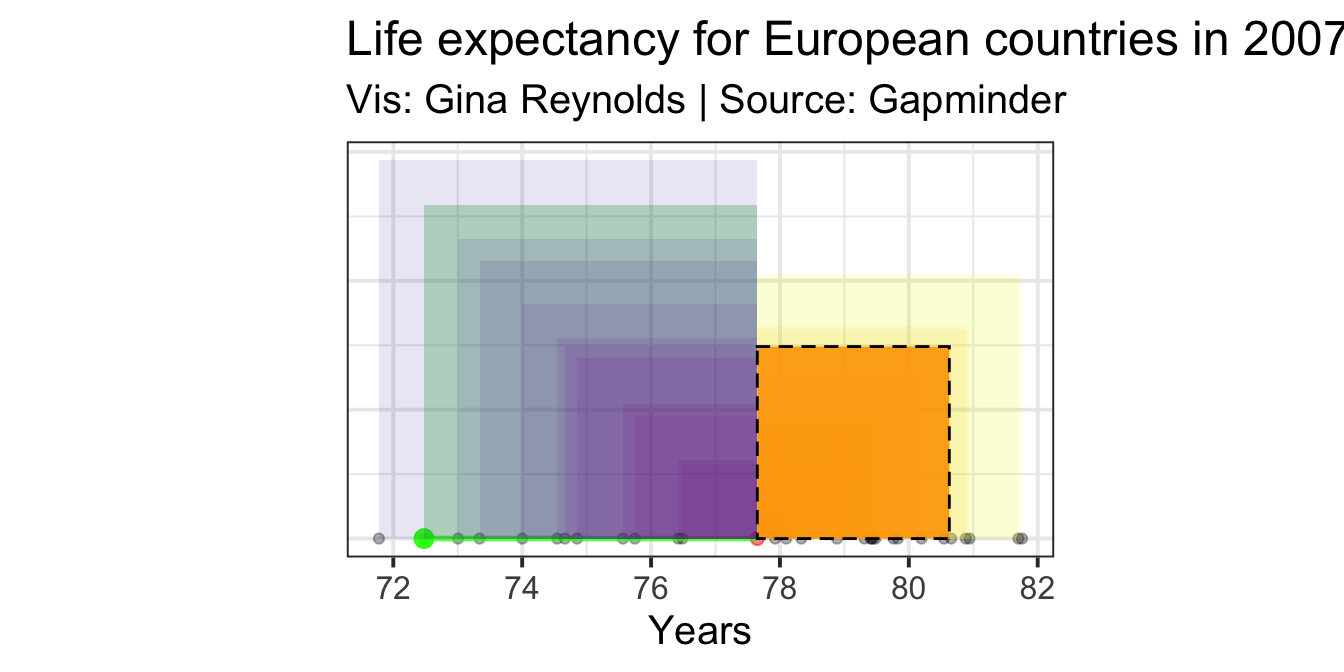 Life expectancy for European countries in 2007
Vis: Gina Reynolds | Source: Gapminder
72 74 76 78 80 82
Years